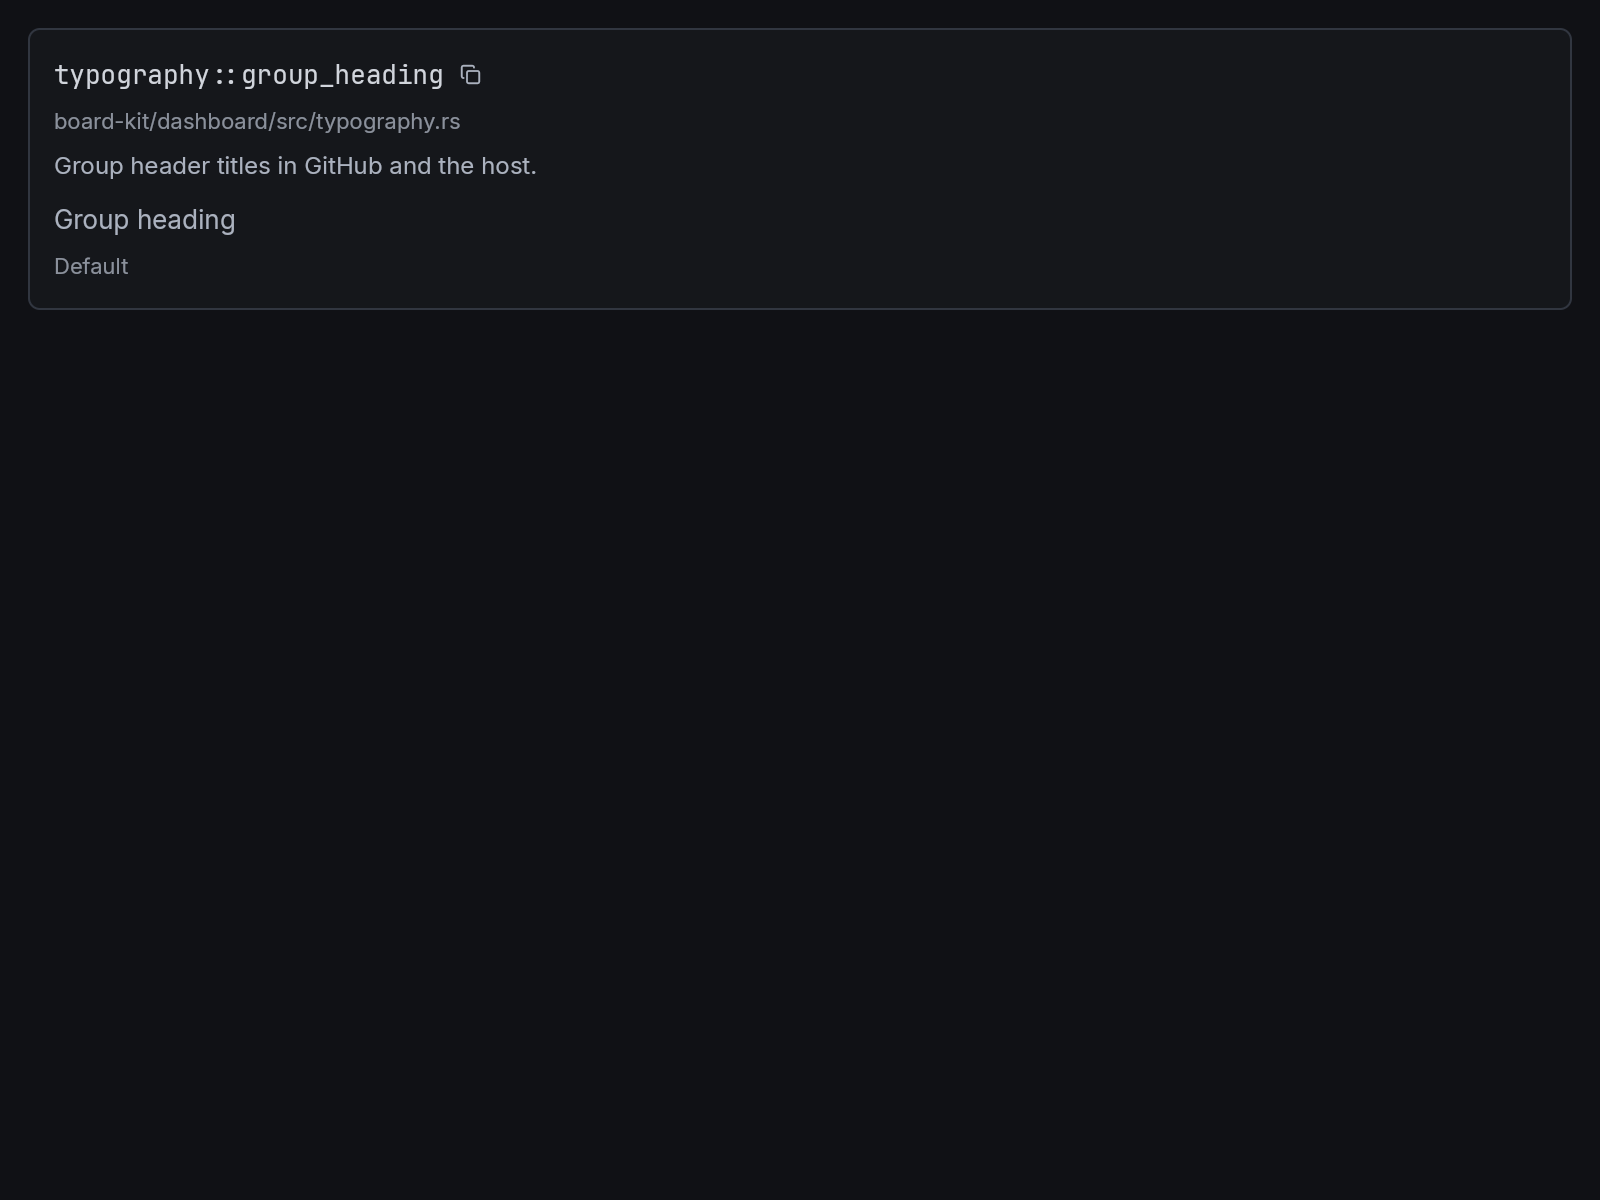 typography::group_heading
board-kit/dashboard/src/typography.rs
Group header titles in GitHub and the host.
Group heading
Default